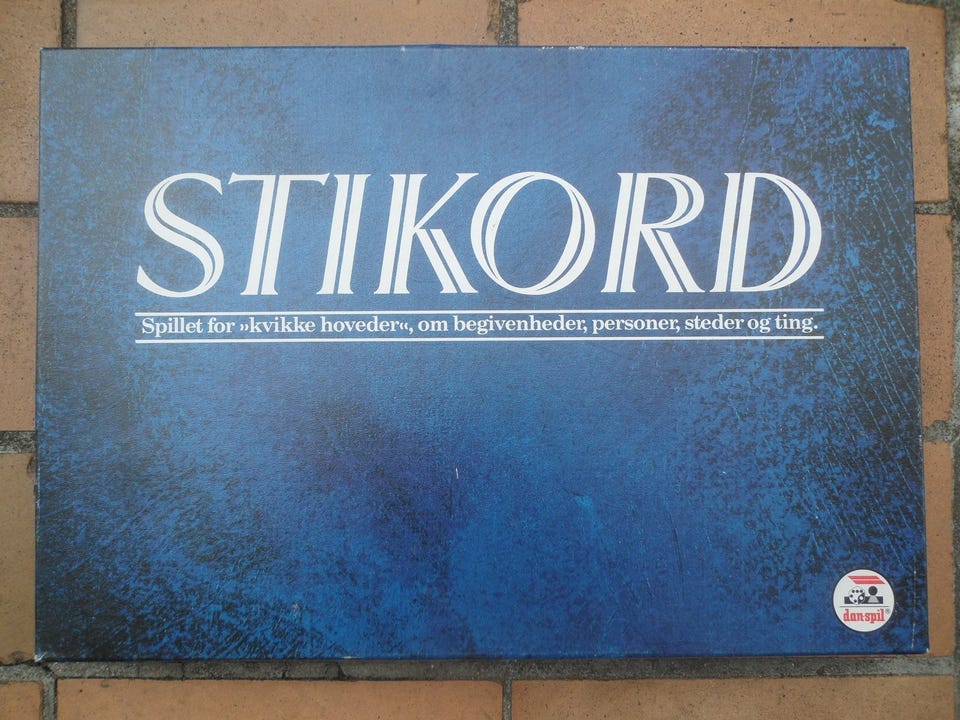 STIKORD
Spillet for »kvikke hoveder«, om begivenheder, personer, steder og ting.
dan-spil®